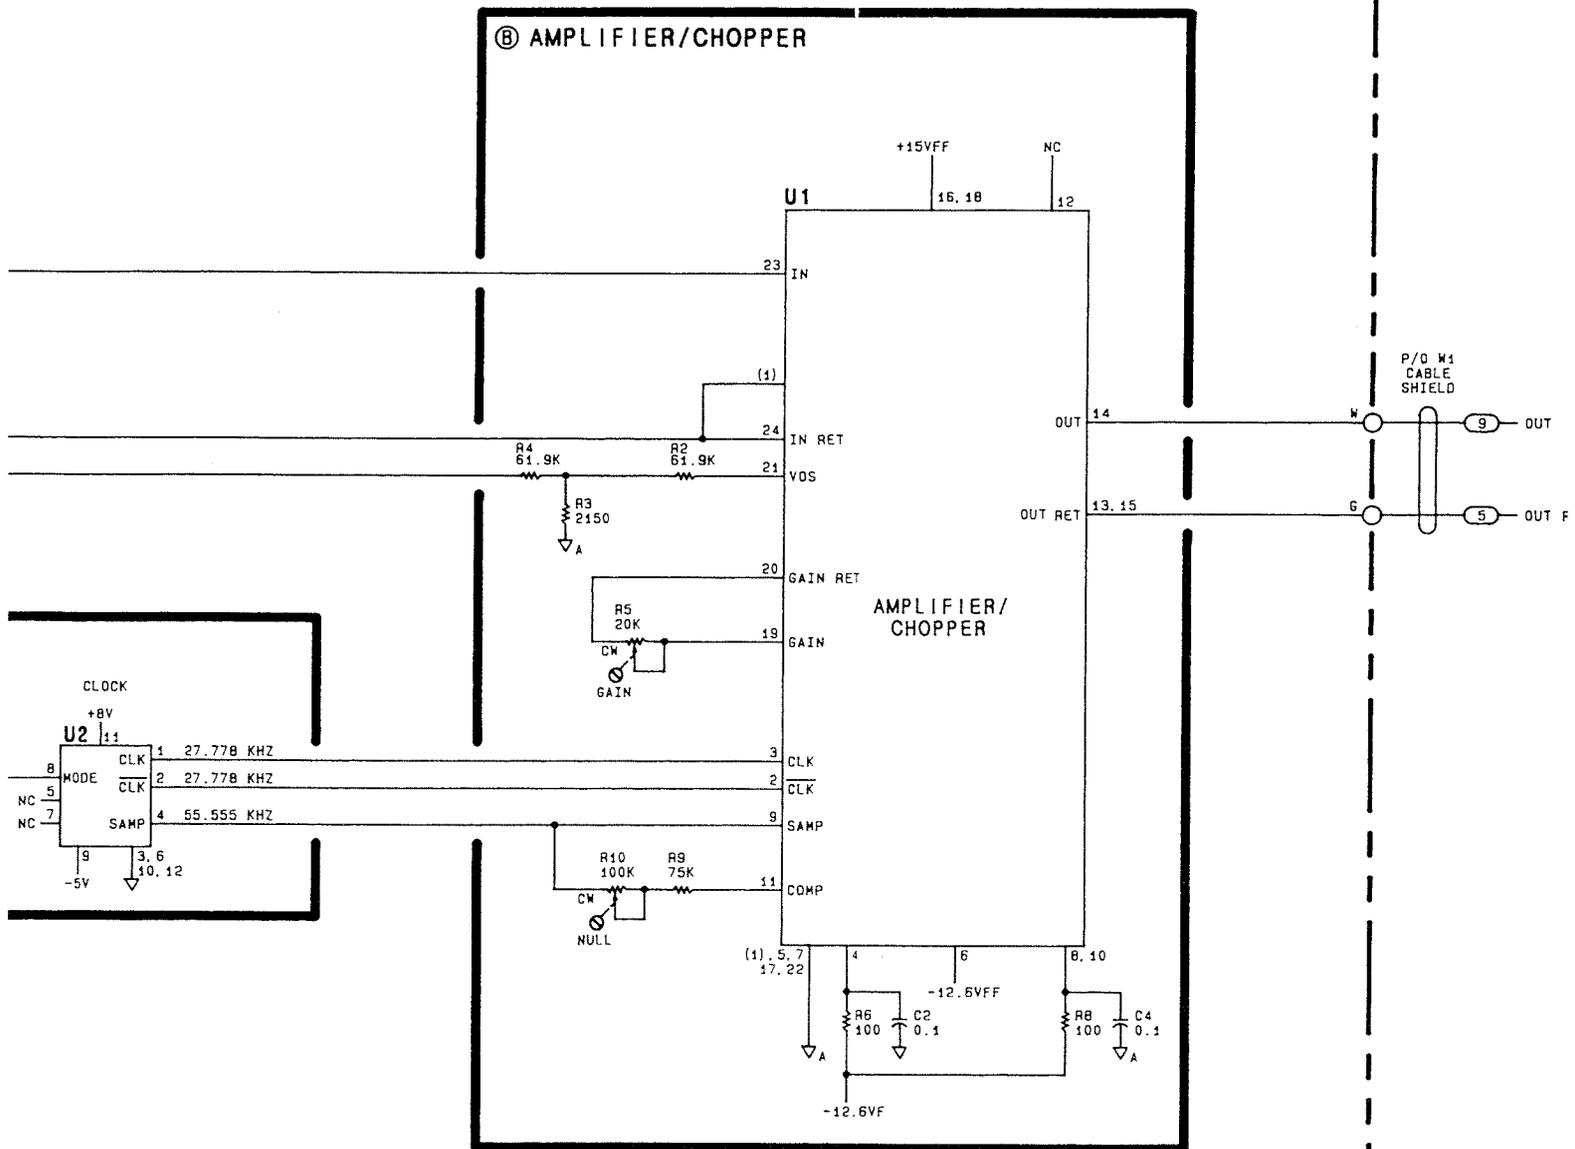 Ⓑ AMPLIFIER/CHOPPER
+15VFF
NC
U1
16, 18
12
23
IN
(1)
24
IN RET
R4
61.9K
R2
61.9K
21
VOS
R3
2150
A
OUT
14
W
P/O W1
CABLE
SHIELD
9
OUT
OUT RET
13, 15
G
5
OUT F
20
GAIN RET
R5
20K
19
GAIN
CW
GAIN
AMPLIFIER/
CHOPPER
CLOCK
+8V
U2
11
8
MODE
CLK
1
27.778 KHZ
3
CLK
CLK
2
27.778 KHZ
2
CLK
NC
5
NC
7
SAMP
4
55.555 KHZ
9
SAMP
9
-5V
3, 6
10, 12
R10
100K
R9
75K
11
COMP
CW
NULL
(1), 5, 7
17, 22
4
6
8, 10
-12.6VFF
A
R6
100
C2
0.1
R8
100
C4
0.1
A
-12.6VF